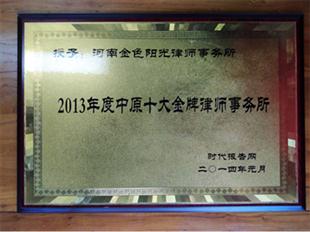 授予：河南金色阳光律师事务所
2013年度中原十大金牌律师事务所
时代报告网
二〇一四年元月